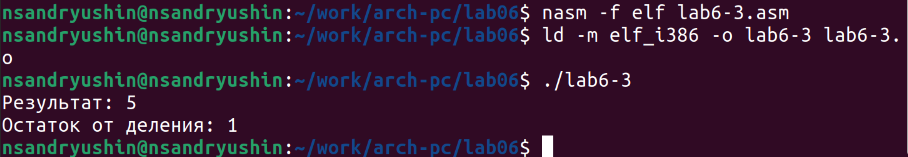 nsandryushin@nsandryushin:~/work/arch-pc/lab06$ nasm -f elf lab6-3.asm
nsandryushin@nsandryushin:~/work/arch-pc/lab06$ ld -m elf_i386 -o lab6-3 lab6-3.
o
nsandryushin@nsandryushin:~/work/arch-pc/lab06$ ./lab6-3
Результат: 5
Остаток от деления: 1
nsandryushin@nsandryushin:~/work/arch-pc/lab06$